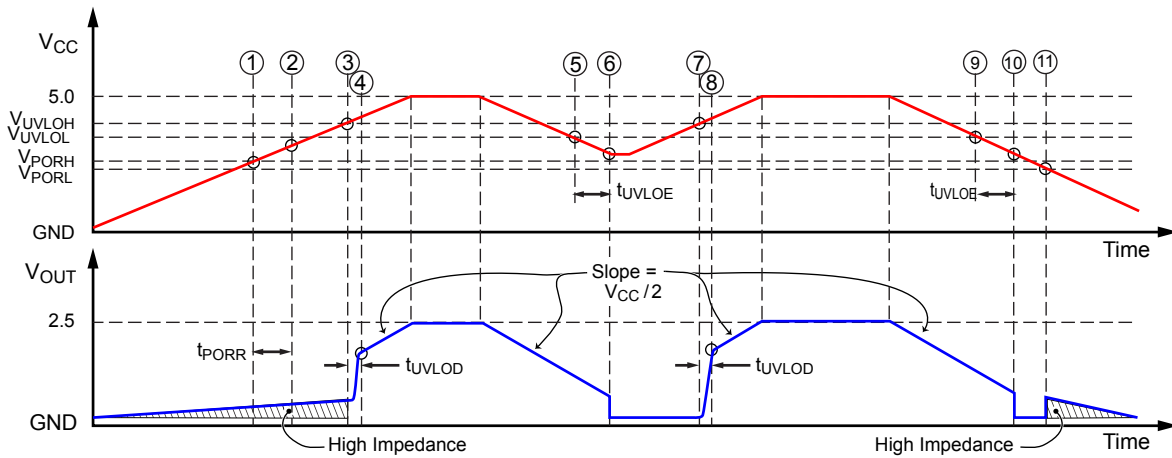 VCC
1 2 3 4 5 6 7 8 9 10 11
5.0
VUVLOH
VUVLOL
VPORH
VPORL
tUVLOE
tUVLOE
GND
Time
VOUT
Slope =
VCC /2
2.5
tPORR
tUVLOD
tUVLOD
GND
High Impedance
High Impedance
Time